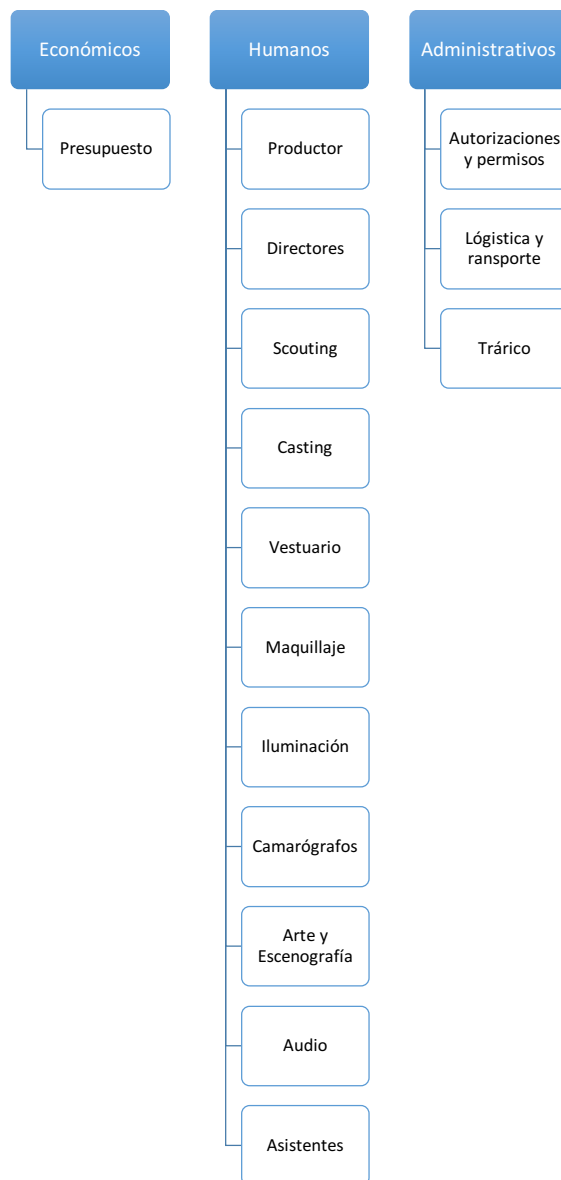 Económicos
Presupuesto
Humanos
Productor
Directores
Scouting
Casting
Vestuario
Maquillaje
Iluminación
Camarógrafos
Arte y
Escenografía
Audio
Asistentes
Administrativos
Autorizaciones
y permisos
Lógistica y
ransporte
Trárico